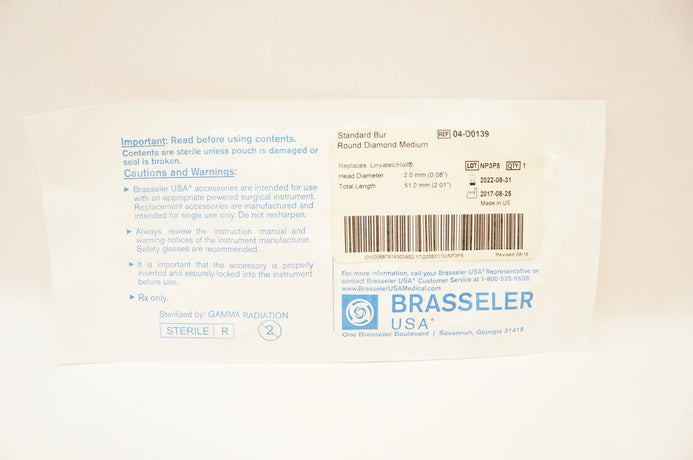 Important: Read before using contents.
Contents are sterile unless pouch is damaged or
seal is broken.
Cautions and Warnings:
► Brasseler USA® accessories are intended for use
with an appropriate powered surgical instrument.
Replacement accessories are manufactured and
intended for single use only. Do not resharpen.
► Always review the instruction manual and
warning notices of the instrument manufacturer.
Safety glasses are recommended.
► It is important that the accessory is properly
inserted and securely locked into the instrument
before use.
► Rx only.
Sterilized by: GAMMA RADIATION
STERILE R 2
Standard Bur REF 04-D0139
Round Diamond Medium
Replaces: Linvatec/Hall® LOT NP3P5 QTY 1
Head Diameter 2.0 mm (0.08") 2022-08-31
Total Length 51.0 mm (2.01") 2017-08-25
Made in US
Revised 08/16
For more information, call your Brasseler USA® Representative or
contact Brasseler USA® Customer Service at 1-800-535-6638.
www.BrasselerUSAMedical.com
BRASSELER
USA®
One Brasseler Boulevard | Savannah, Georgia 31419